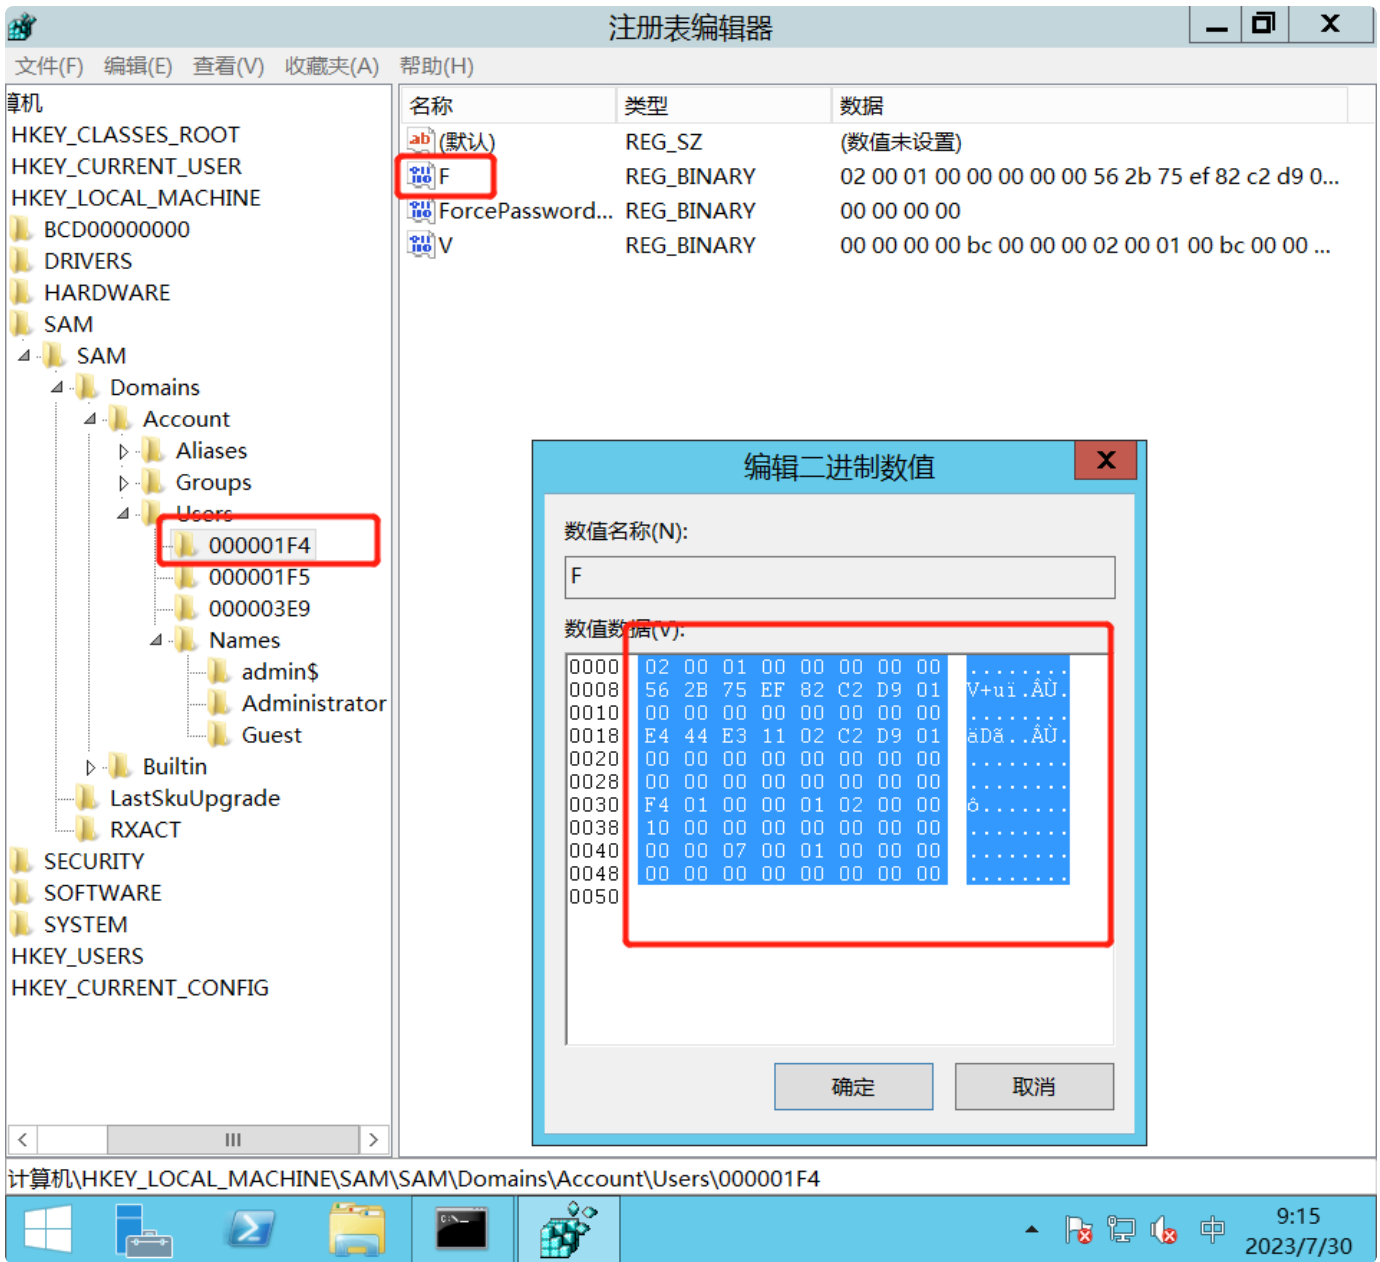 注册表编辑器
文件(F) 编辑(E) 查看(V) 收藏夹(A) 帮助(H)
算机
HKEY_CLASSES_ROOT
HKEY_CURRENT_USER
HKEY_LOCAL_MACHINE
BCD00000000
DRIVERS
HARDWARE
SAM
SAM
Domains
Account
Aliases
Groups
Users
000001F4
000001F5
000003E9
Names
admin$
Administrator
Guest
Builtin
LastSkuUpgrade
RXACT
SECURITY
SOFTWARE
SYSTEM
HKEY_USERS
HKEY_CURRENT_CONFIG
名称 类型 数据
(默认) REG_SZ (数值未设置)
F REG_BINARY 02 00 01 00 00 00 00 00 56 2b 75 ef 82 c2 d9 0...
ForcePassword... REG_BINARY 00 00 00 00
V REG_BINARY 00 00 00 00 bc 00 00 00 02 00 01 00 bc 00 00 ...
编辑二进制数值
数值名称(N):
F
数值数据(V):
0000 02 00 01 00 00 00 00 00 ........
0008 56 2B 75 EF 82 C2 D9 01 V+uï.ÂÙ.
0010 00 00 00 00 00 00 00 00 ........
0018 E4 44 E3 11 02 C2 D9 01 äDã..ÂÙ.
0020 00 00 00 00 00 00 00 00 ........
0028 00 00 00 00 00 00 00 00 ........
0030 F4 01 00 00 01 02 00 00 ô.......
0038 10 00 00 00 00 00 00 00 ........
0040 00 00 07 00 01 00 00 00 ........
0048 00 00 00 00 00 00 00 00 ........
0050
确定 取消
计算机\HKEY_LOCAL_MACHINE\SAM\SAM\Domains\Account\Users\000001F4
中
9:15
2023/7/30